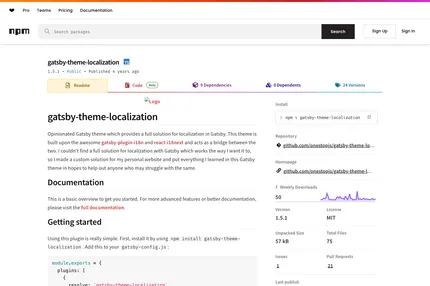 ❤ Pro Teams Pricing Documentation
npm
search packages
Search
Sign Up
Sign In
gatsby-theme-localization TS
1.5.1 • Public • Published 4 years ago
Readme
Code Beta
9 Dependencies
0 Dependents
24 Versions
Logo
gatsby-theme-localization
Opinionated Gatsby theme which provides a full solution for localization in Gatsby. This theme is
built upon the awesome gatsby-plugin-i18n and react i18next and acts as a bridge between the
two. I couldn't find a full solution for localization with Gatsby which works the way I want it to,
so i made a custom solution for my personal website and put everything i learned in this Gatsby
theme in hopes to help out anyone who may struggle with the same.
Documentation
This is a basic overview to get you started. For more advanced features or better documentation,
please visit the full documentation.
Getting started
Using this plugin is really simple. First, install it by using npm install gatsby-theme-
localization. Add this to your gatsby-config.js:
module.exports = {
plugins: [
{
resolve: `gatsby-theme-localization`
Install
> npm i gatsby-theme-localization
Repository
github.com/onestopjs/gatsby-theme-lo...
Homepage
github.com/onestopjs/gatsby-theme-l...
Weekly Downloads
50
Version
1.5.1
License
MIT
Unpacked Size
57 kB
Total Files
75
Issues
1
Pull Requests
21
Last publish